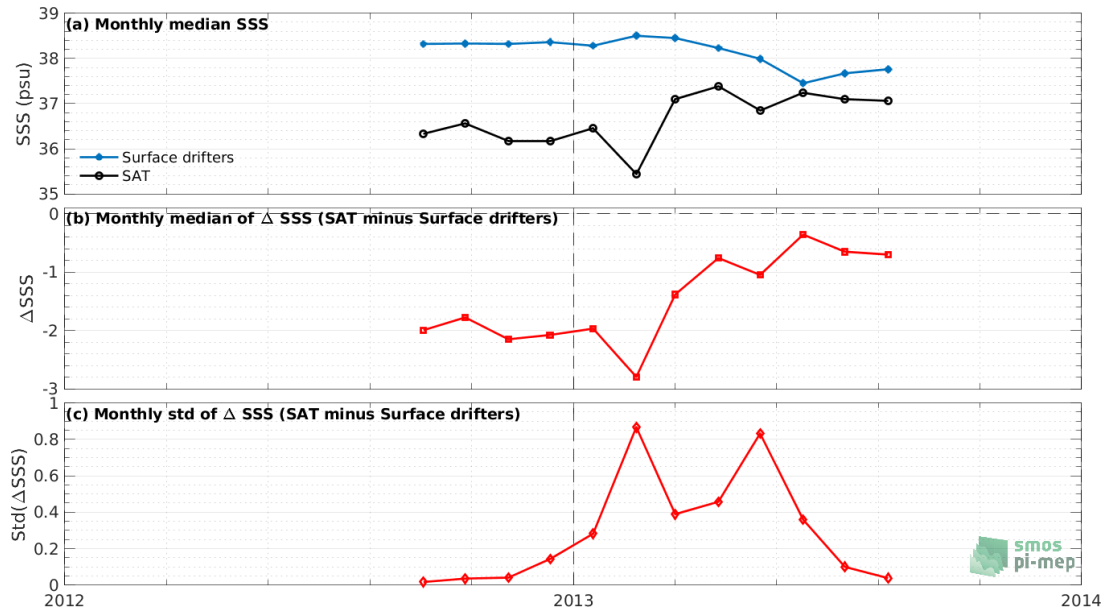 (a) Monthly median SSS
39
38
37
36
35
SSS (psu)
Surface drifters
SAT
(b) Monthly median of Δ SSS (SAT minus Surface drifters)
0
-1
-2
-3
ΔSSS
(c) Monthly std of Δ SSS (SAT minus Surface drifters)
1
0.8
0.6
0.4
0.2
0
Std(ΔSSS)
smos
pi-mep
2012
2013
2014